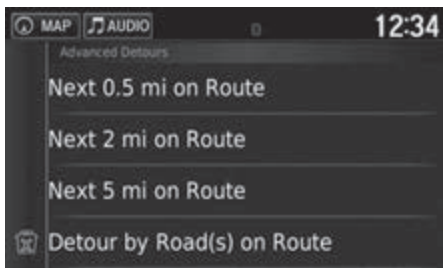 MAP AUDIO 12:34
Advanced Detours
Next 0.5 mi on Route
Next 2 mi on Route
Next 5 mi on Route
Detour by Road(s) on Route